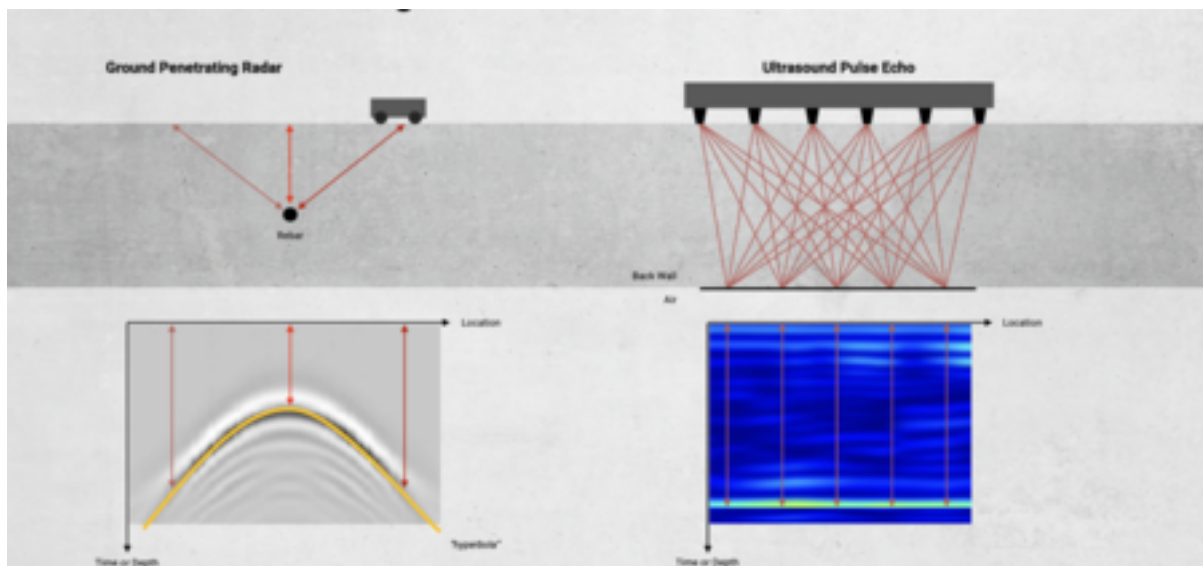 Ground Penetrating Radar
Rebar
Location
"hyperbola"
Time or Depth
Ultrasound Pulse Echo
Back Wall
Air
Location
Time or Depth